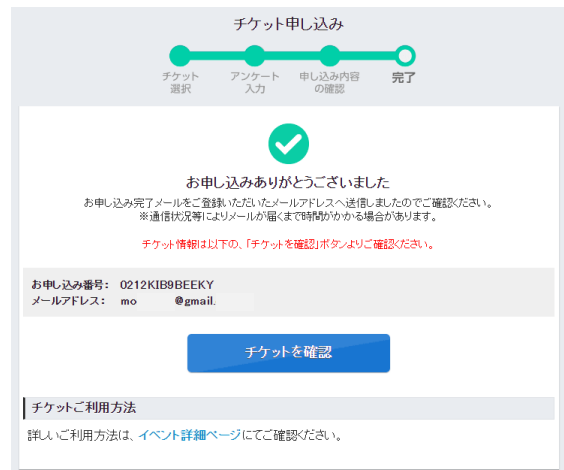 チケット申し込み
チケット選択
アンケート入力
申し込み内容の確認
完了
お申し込みありがとうございました
お申し込み完了メールをご登録いただいたメールアドレスへ送信しましたのでご確認ください。
※通信状況等によりメールが届くまで時間がかかる場合があります。
チケット情報は以下の、「チケットを確認」ボタンよりご確認ください。
お申し込み番号： 0212KIB9BEEKY
メールアドレス： mo @gmail.
チケットを確認
チケットご利用方法
詳しいご利用方法は、イベント詳細ページにてご確認ください。